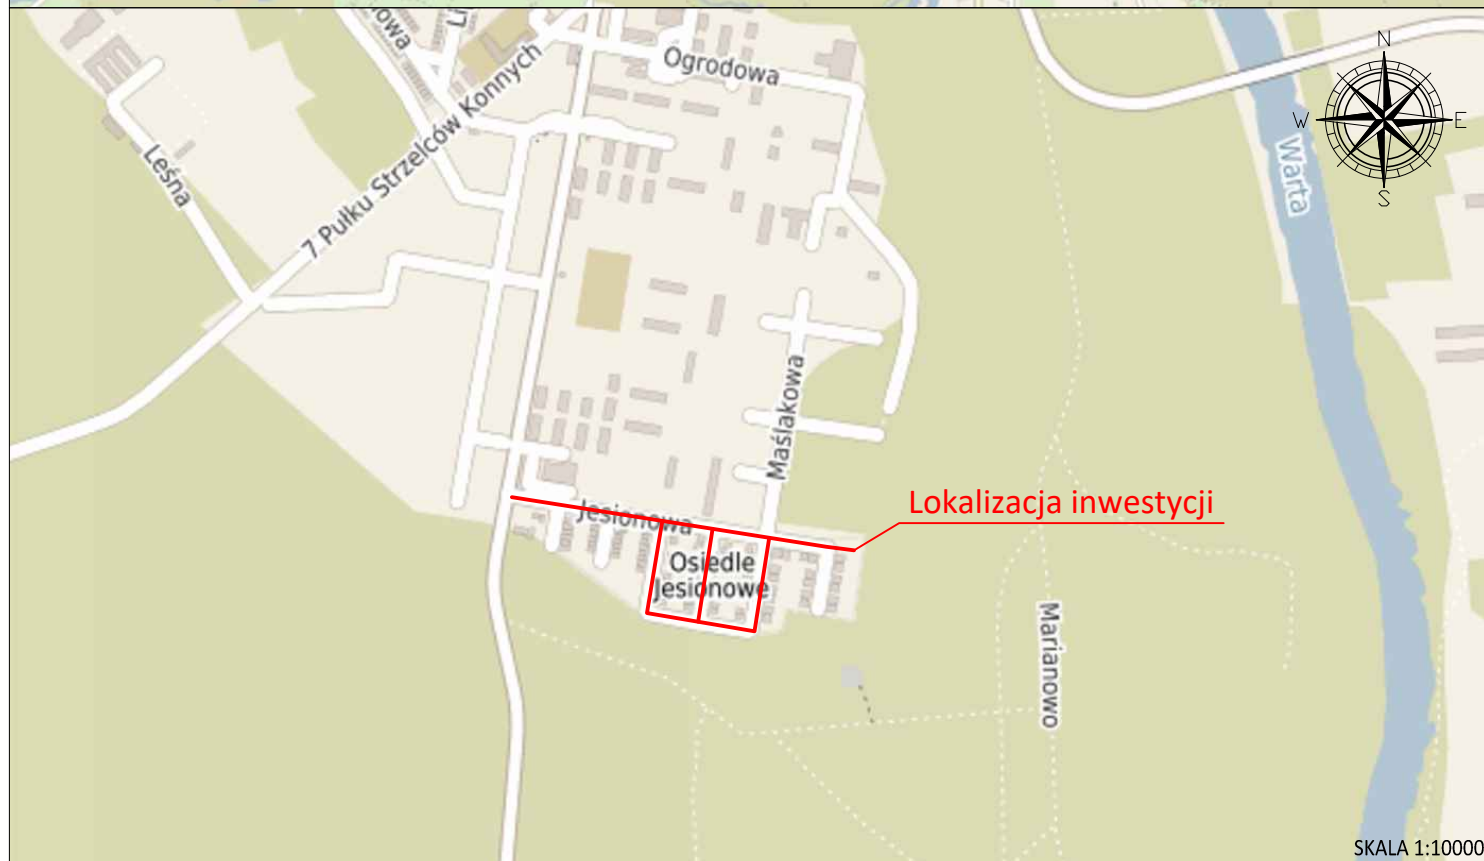 Ogrodowa
7 Pułku Strzelców Konnych
Leśna
N
W
E
S
Warta
Maślakowa
Lokalizacja inwestycji
Jesionowa
Osiedle
Jesionowe
Marianowo
SKALA 1:10000